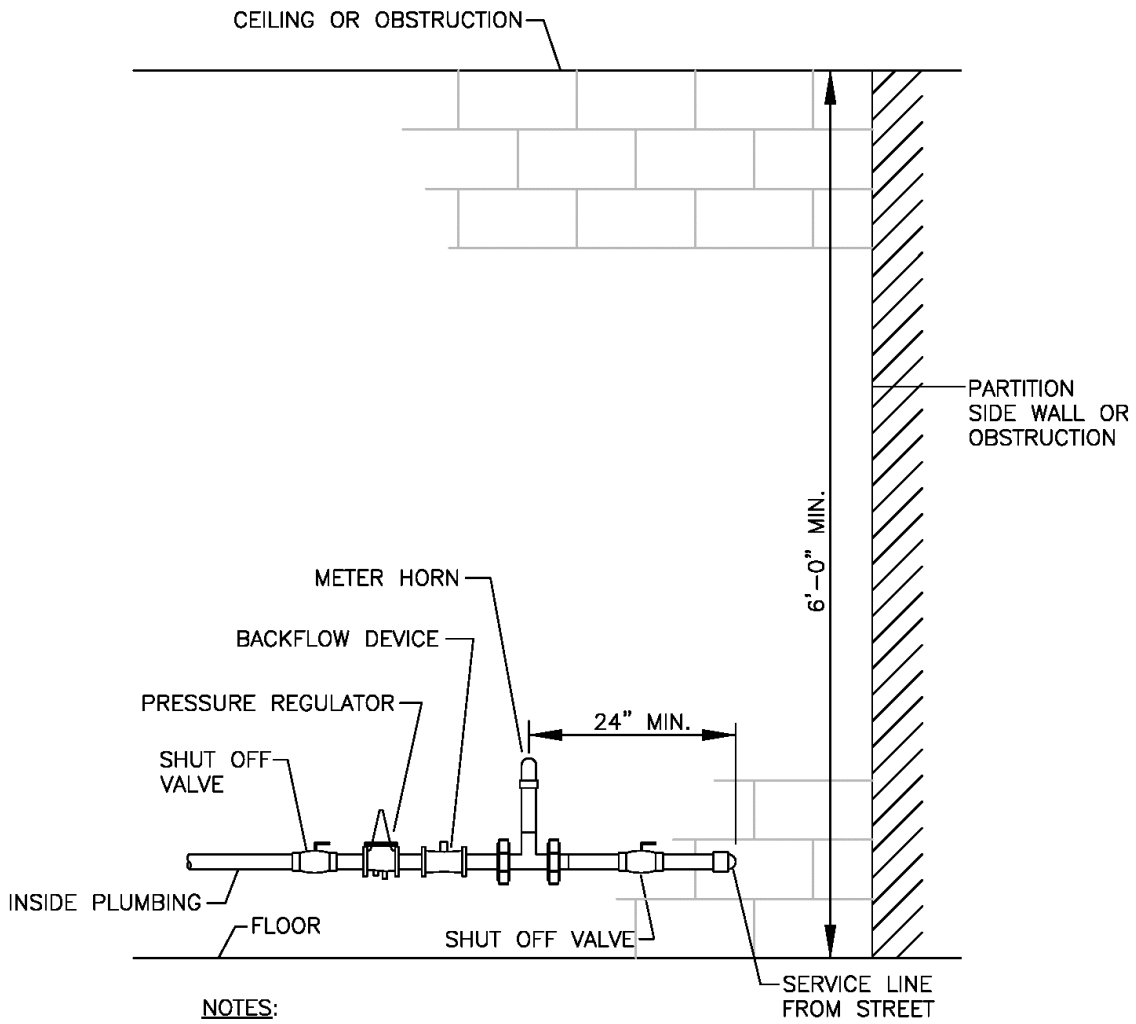 CEILING OR OBSTRUCTION
PARTITION
SIDE WALL OR
OBSTRUCTION
6'-0" MIN.
METER HORN
BACKFLOW DEVICE
PRESSURE REGULATOR
24" MIN.
SHUT OFF
VALVE
INSIDE PLUMBING
FLOOR
SHUT OFF VALVE
SERVICE LINE
FROM STREET
NOTES: